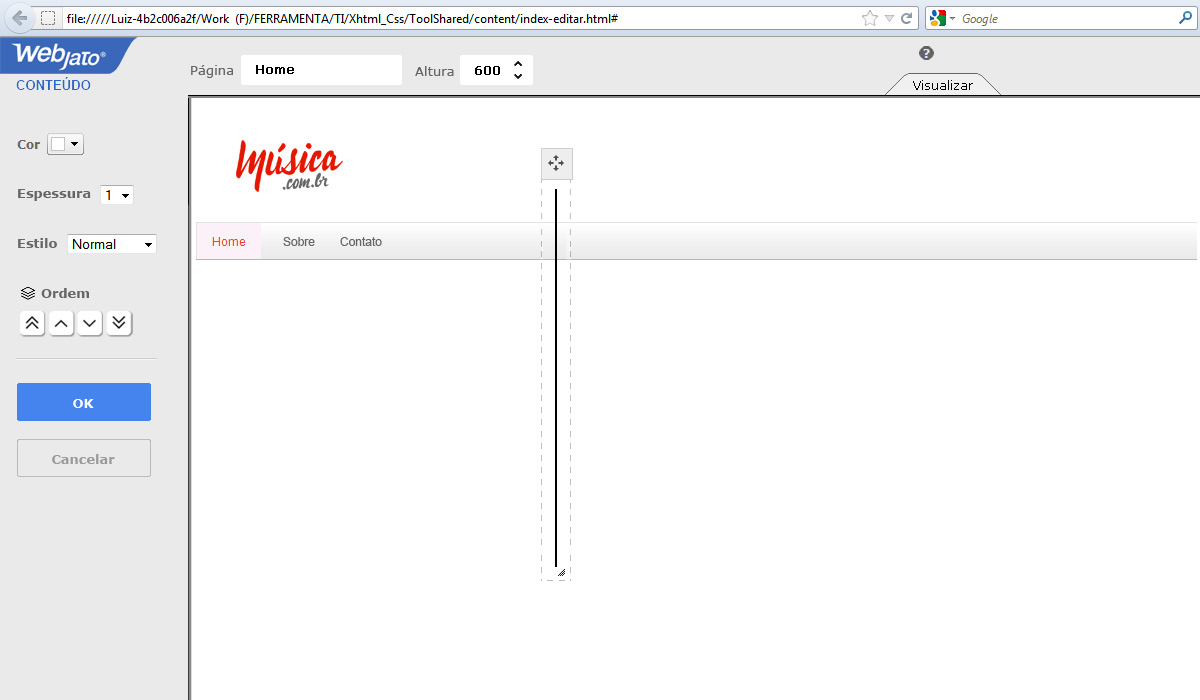 file://///Luiz-4b2c006a2f/Work (F)/FERRAMENTA/TI/Xhtml_Css/ToolShared/content/index-editar.html#
Google
WebJato®
CONTEÚDO
Página Home Altura 600
?
Visualizar
Cor
Espessura 1
Estilo Normal
Ordem
OK
Cancelar
Música
.com.br
Home Sobre Contato